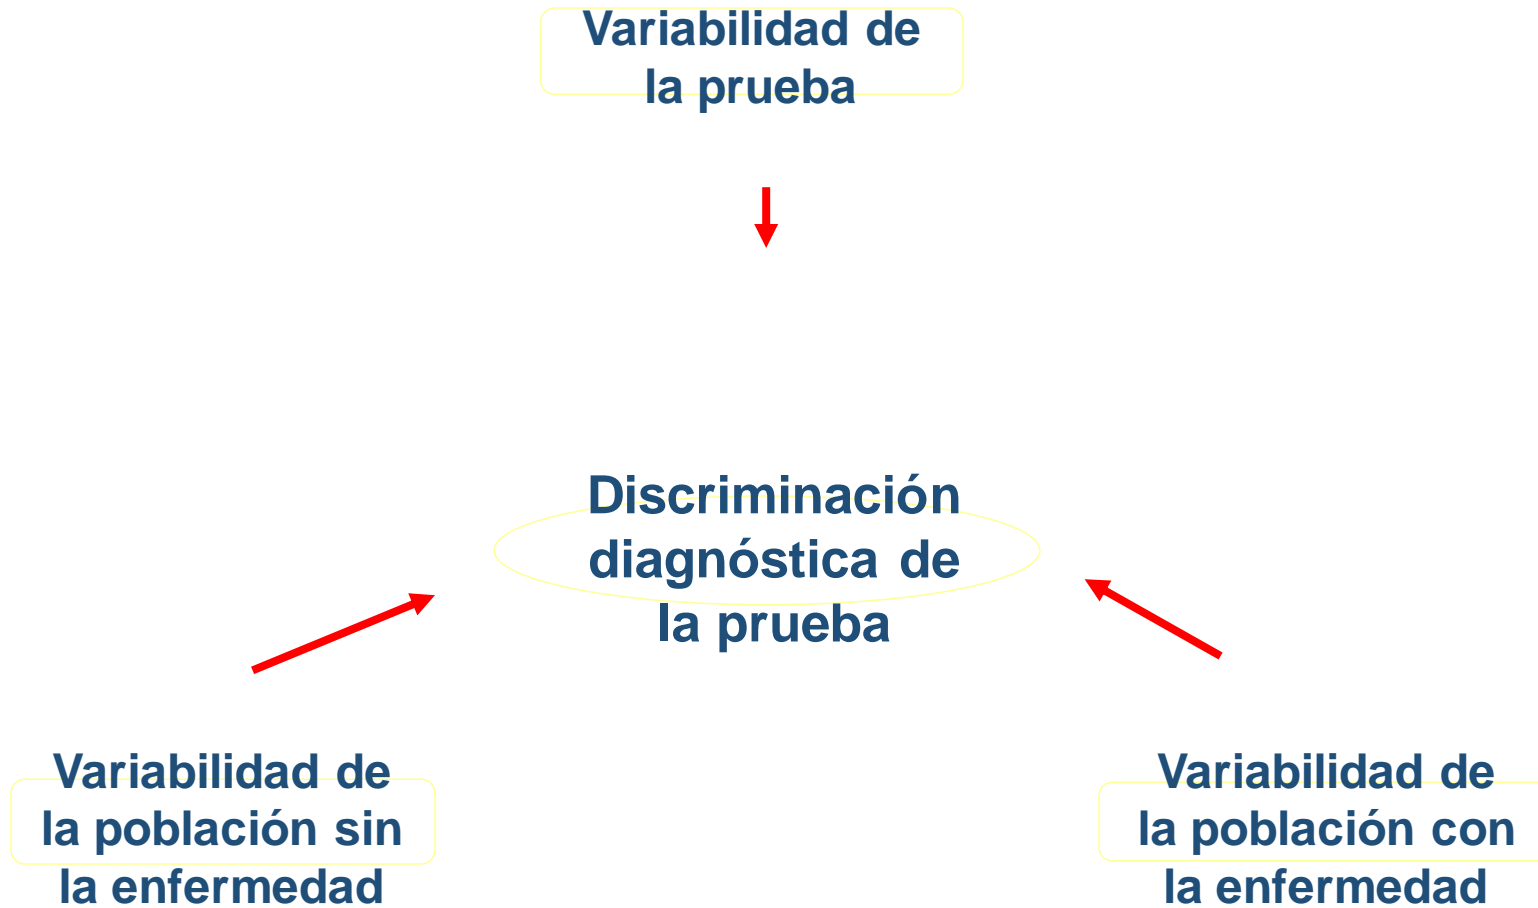 Variabilidad de
la prueba
Discriminación
diagnóstica de
la prueba
Variabilidad de
la población sin
la enfermedad
Variabilidad de
la población con
la enfermedad